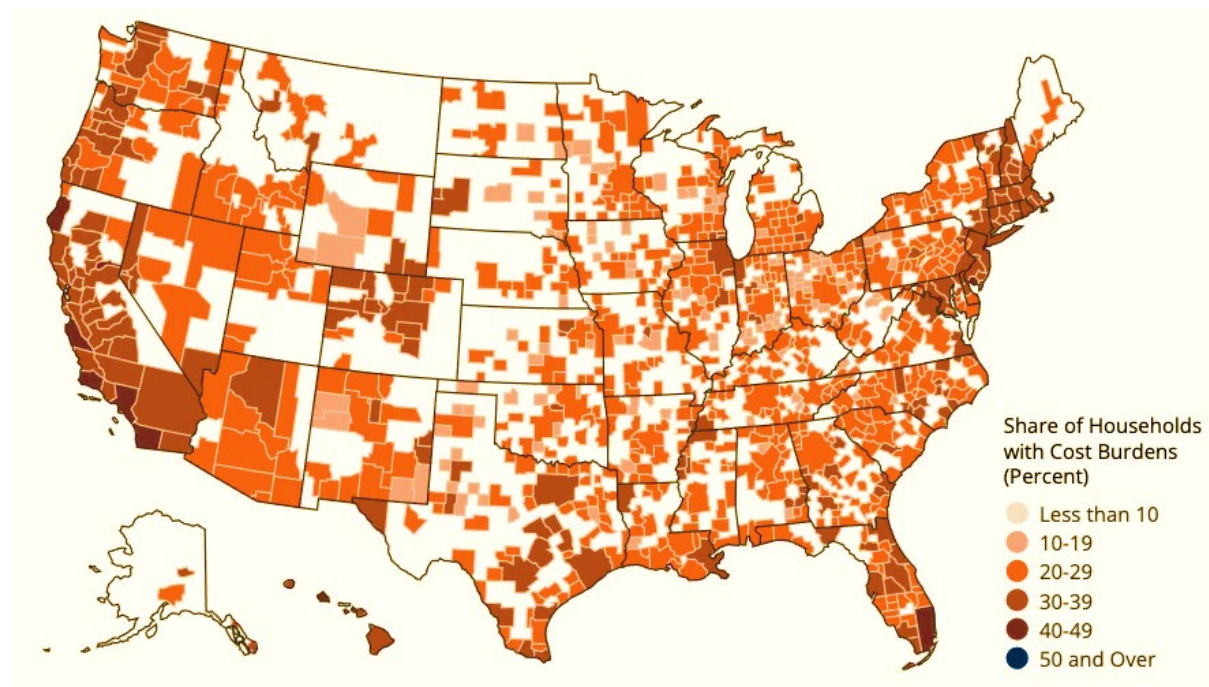 Share of Households
with Cost Burdens
(Percent)
Less than 10
10-19
20-29
30-39
40-49
50 and Over